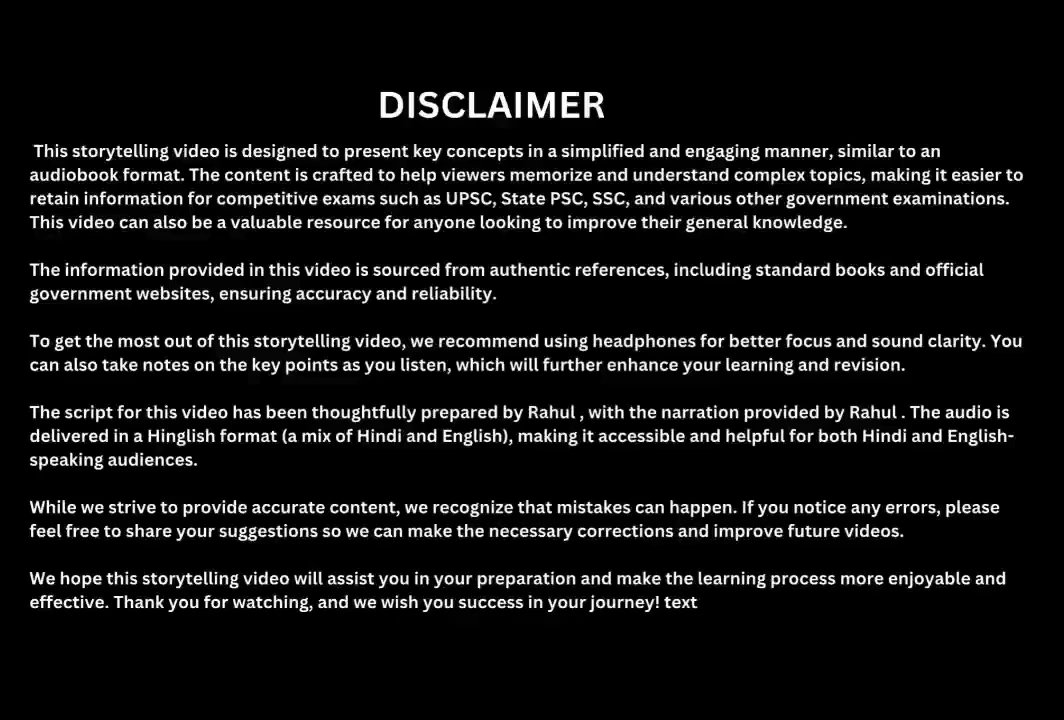 DISCLAIMER
This storytelling video is designed to present key concepts in a simplified and engaging manner, similar to an
audiobook format. The content is crafted to help viewers memorize and understand complex topics, making it easier to
retain information for competitive exams such as UPSC, State PSC, SSC, and various other government examinations.
This video can also be a valuable resource for anyone looking to improve their general knowledge.
The information provided in this video is sourced from authentic references, including standard books and official
government websites, ensuring accuracy and reliability.
To get the most out of this storytelling video, we recommend using headphones for better focus and sound clarity. You
can also take notes on the key points as you listen, which will further enhance your learning and revision.
The script for this video has been thoughtfully prepared by Rahul , with the narration provided by Rahul . The audio is
delivered in a Hinglish format (a mix of Hindi and English), making it accessible and helpful for both Hindi and English-
speaking audiences.
While we strive to provide accurate content, we recognize that mistakes can happen. If you notice any errors, please
feel free to share your suggestions so we can make the necessary corrections and improve future videos.
We hope this storytelling video will assist you in your preparation and make the learning process more enjoyable and
effective. Thank you for watching, and we wish you success in your journey! text